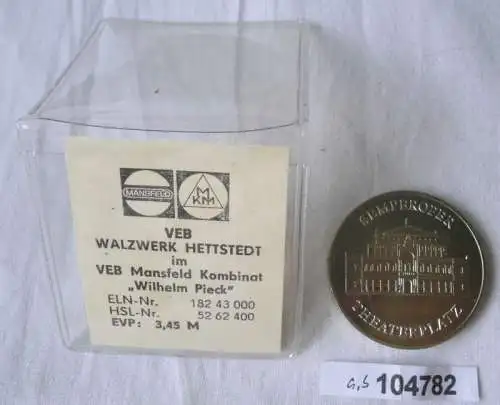 MANSFELD
MKM
VEB
WALZWERK HETTSTEDT
im
VEB Mansfeld Kombinat
„Wilhelm Pieck"
ELN-Nr. 182 43 000
HSL-Nr. 52 62 400
EVP: 3,45 M
SEMPEROPER
THEATERPLATZ
G,S 104782